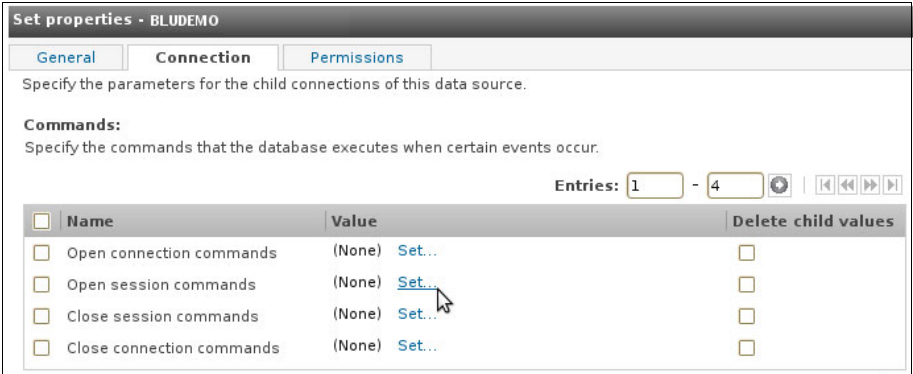 Set properties - BLUDEMO
General Connection Permissions
Specify the parameters for the child connections of this data source.
Commands:
Specify the commands that the database executes when certain events occur.
Entries: 1 - 4
Name Value Delete child values
Open connection commands (None) Set...
Open session commands (None) Set...
Close session commands (None) Set...
Close connection commands (None) Set...